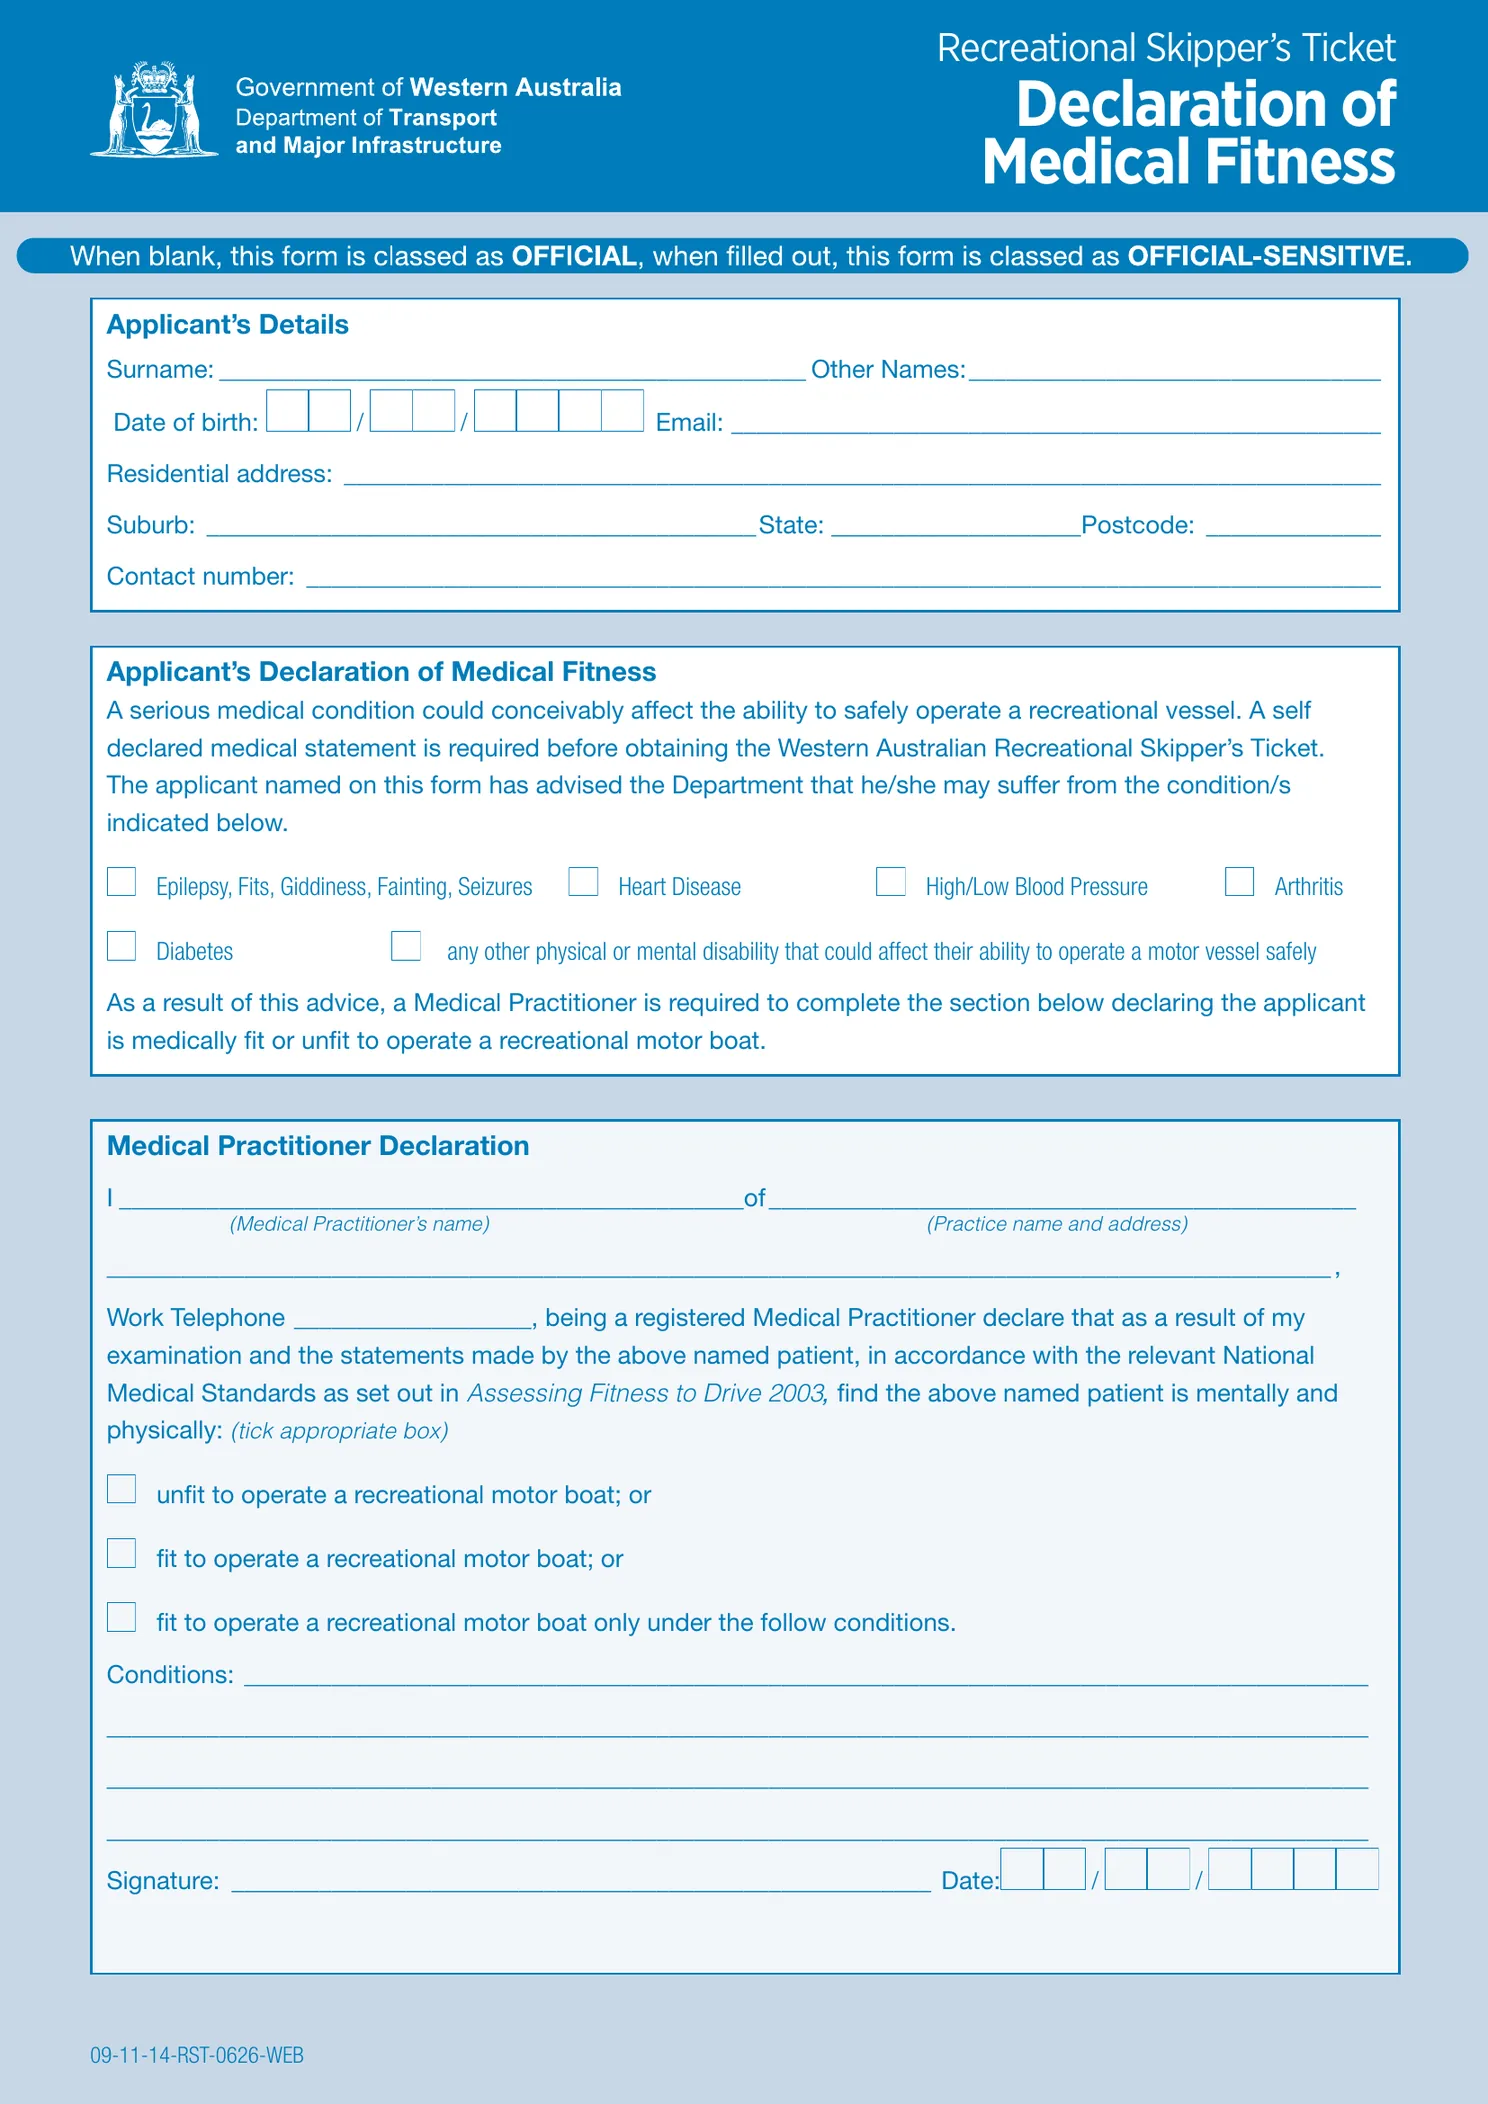 Recreational Skipper's Ticket
Declaration of
Medical Fitness
Government of Western Australia
Department of Transport
and Major Infrastructure
When blank, this form is classed as OFFICIAL, when filled out, this form is classed as OFFICIAL-SENSITIVE.
Applicant's Details
Surname: Other Names:
Date of birth: / / Email:
Residential address:
Suburb: State: Postcode:
Contact number:
Applicant's Declaration of Medical Fitness
A serious medical condition could conceivably affect the ability to safely operate a recreational vessel. A self
declared medical statement is required before obtaining the Western Australian Recreational Skipper's Ticket.
The applicant named on this form has advised the Department that he/she may suffer from the condition/s
indicated below.
Epilepsy, Fits, Giddiness, Fainting, Seizures Heart Disease High/Low Blood Pressure Arthritis
Diabetes any other physical or mental disability that could affect their ability to operate a motor vessel safely
As a result of this advice, a Medical Practitioner is required to complete the section below declaring the applicant
is medically fit or unfit to operate a recreational motor boat.
Medical Practitioner Declaration
I of
(Medical Practitioner's name) (Practice name and address)
,
Work Telephone , being a registered Medical Practitioner declare that as a result of my
examination and the statements made by the above named patient, in accordance with the relevant National
Medical Standards as set out in Assessing Fitness to Drive 2003, find the above named patient is mentally and
physically: (tick appropriate box)
unfit to operate a recreational motor boat; or
fit to operate a recreational motor boat; or
fit to operate a recreational motor boat only under the follow conditions.
Conditions:
Signature: Date: / /
09-11-14-RST-0626-WEB